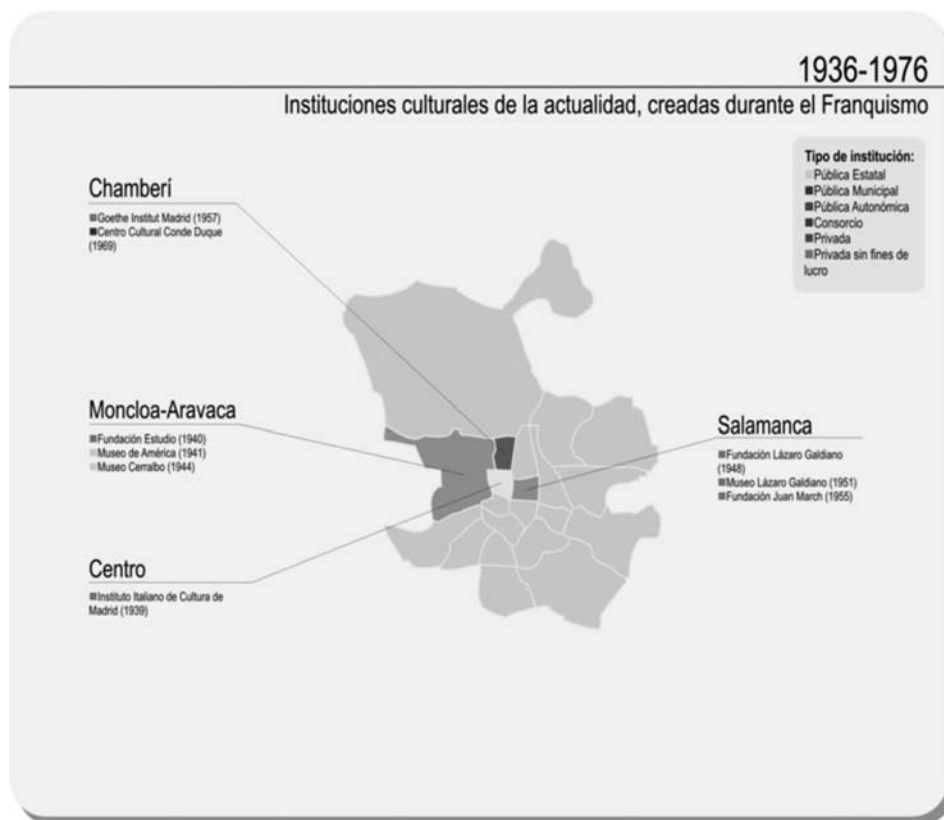 1936-1976
Instituciones culturales de la actualidad, creadas durante el Franquismo
Tipo de institución:
Pública Estatal
Pública Municipal
Pública Autonómica
Consorcio
Privada
Privada sin fines de
lucro
Chamberí
Goethe Institut Madrid (1957)
Centro Cultural Conde Duque
(1969)
Moncloa-Aravaca
Fundación Estudio (1940)
Museo de América (1941)
Museo Cerralbo (1944)
Salamanca
Fundación Lázaro Galdiano
(1948)
Museo Lázaro Galdiano (1951)
Fundación Juan March (1955)
Centro
Instituto Italiano de Cultura de
Madrid (1939)